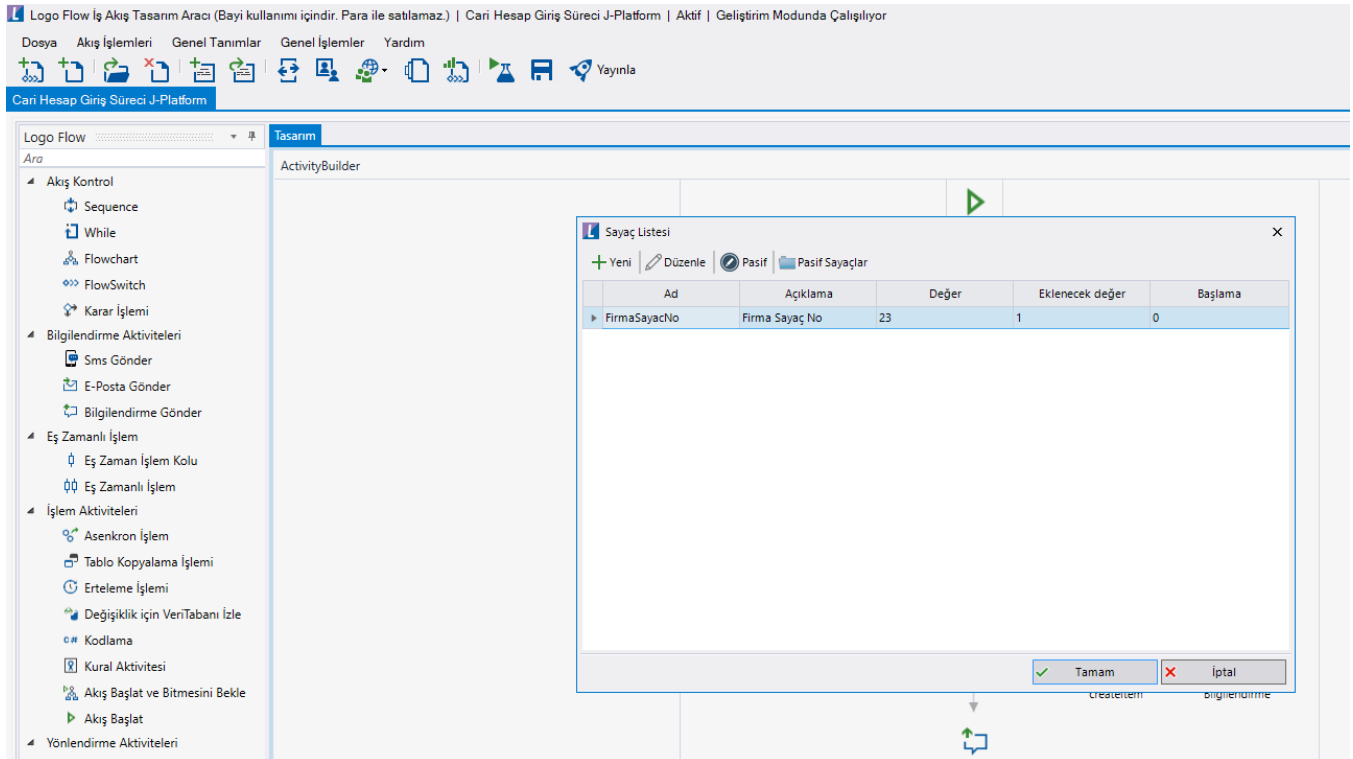 Logo Flow İş Akış Tasarım Aracı (Bayi kullanımı içindir. Para ile satılamaz.) | Cari Hesap Giriş Süreci J-Platform | Aktif | Geliştirim Modunda Çalışılıyor
Dosya Akış İşlemleri Genel Tanımlar Genel İşlemler Yardım
Yayınla
Cari Hesap Giriş Süreci J-Platform
Logo Flow
Tasarım
Ara
ActivityBuilder
Akış Kontrol
Sequence
While
Flowchart
FlowSwitch
Karar İşlemi
Bilgilendirme Aktiviteleri
Sms Gönder
E-Posta Gönder
Bilgilendirme Gönder
Eş Zamanlı İşlem
Eş Zaman İşlem Kolu
Eş Zamanlı İşlem
İşlem Aktiviteleri
Asenkron İşlem
Tablo Kopyalama İşlemi
Erteleme İşlemi
Değişiklik için VeriTabanı İzle
C# Kodlama
Kural Aktivitesi
Akış Başlat ve Bitmesini Bekle
Akış Başlat
Yönlendirme Aktiviteleri
Sayaç Listesi
Yeni Düzenle Pasif Pasif Sayaçlar
Ad Açıklama Değer Eklenecek değer Başlama
FirmaSayacNo Firma Sayaç No 23 1 0
Tamam İptal
createItem Bilgilendirme